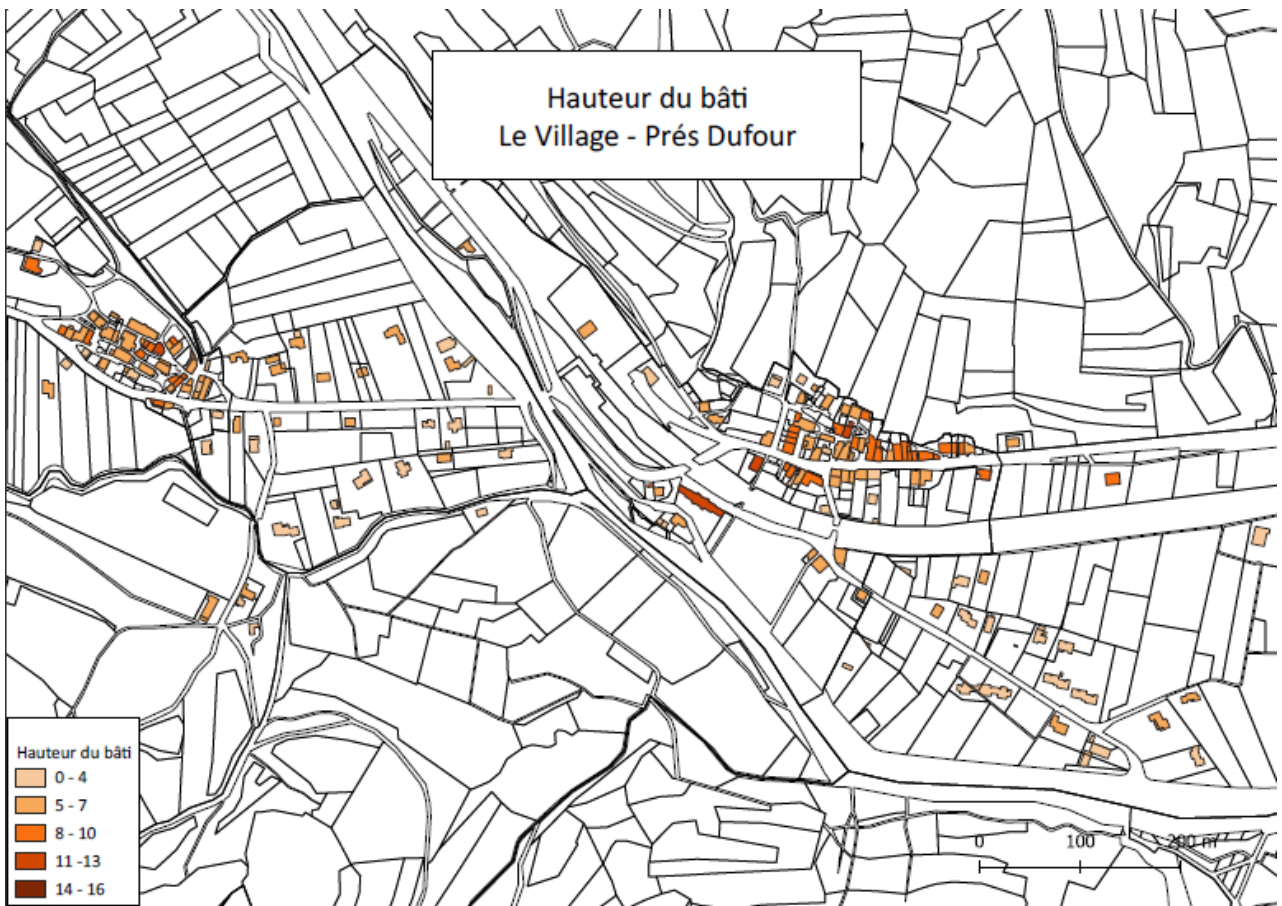 Hauteur du bâti
Le Village - Prés Dufour
Hauteur du bâti
0 - 4
5 - 7
8 - 10
11 -13
14 - 16
0 100 200 m